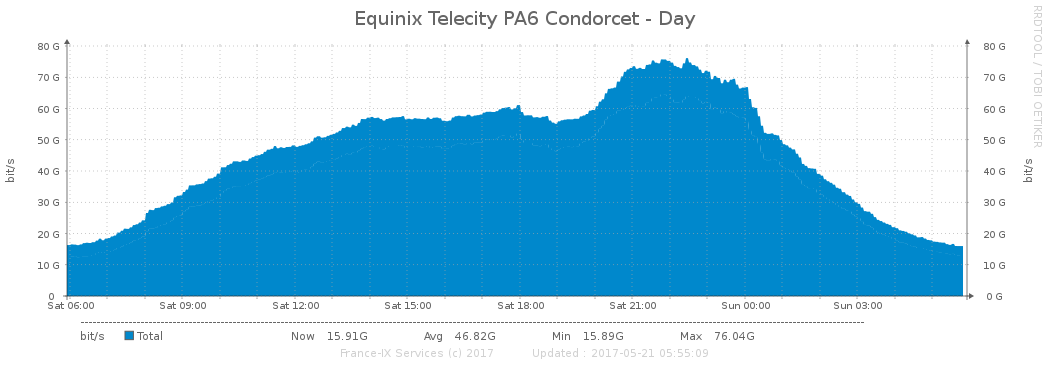 Equinix Telecity PA6 Condorcet - Day
RRDTOOL / TOBI OETIKER
80 G 80 G
70 G 70 G
60 G 60 G
50 G 50 G
40 G 40 G
30 G 30 G
20 G 20 G
10 G 10 G
0 0 G
bit/s
bit/s
Sat 06:00 Sat 09:00 Sat 12:00 Sat 15:00 Sat 18:00 Sat 21:00 Sun 00:00 Sun 03:00
bit/s Total Now 15.91G Avg 46.82G Min 15.89G Max 76.04G
France-IX Services (c) 2017 Updated : 2017-05-21 05:55:09